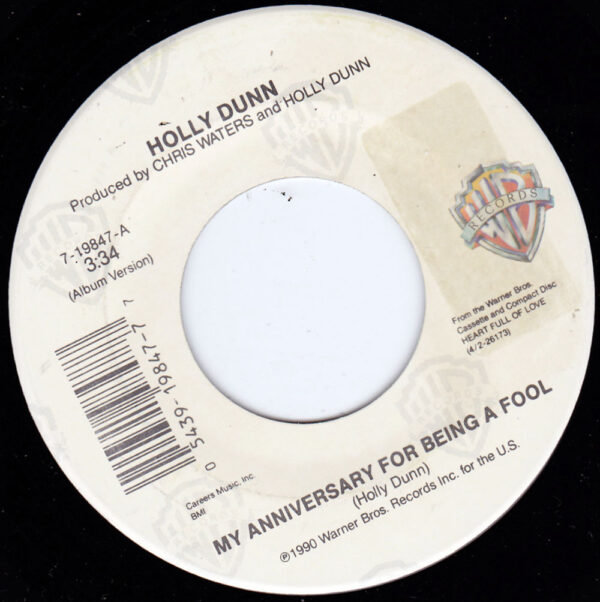 HOLLY DUNN
Produced by CHRIS WATERS and HOLLY DUNN
7-19847-A
3:34
(Album Version)
WB
RECORDS
From the Warner Bros.
Cassette and Compact Disc
HEART FULL OF LOVE
(4/2-26173)
0 5439-19847-7 7
Careers Music, Inc.
BMI
MY ANNIVERSARY FOR BEING A FOOL
(Holly Dunn)
℗1990 Warner Bros. Records Inc. for the U.S.